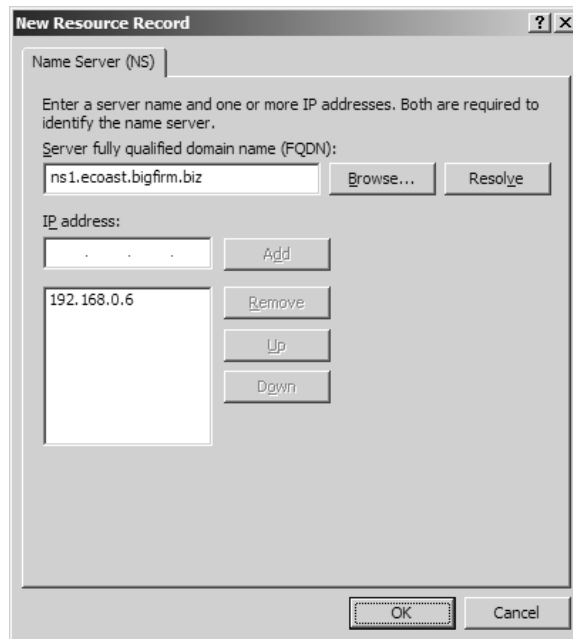 New Resource Record
Name Server (NS)
Enter a server name and one or more IP addresses. Both are required to
identify the name server.
Server fully qualified domain name (FQDN):
ns1.ecoast.bigfirm.biz
Browse...
Resolve
IP address:
. . .
Add
192.168.0.6
Remove
Up
Down
OK
Cancel